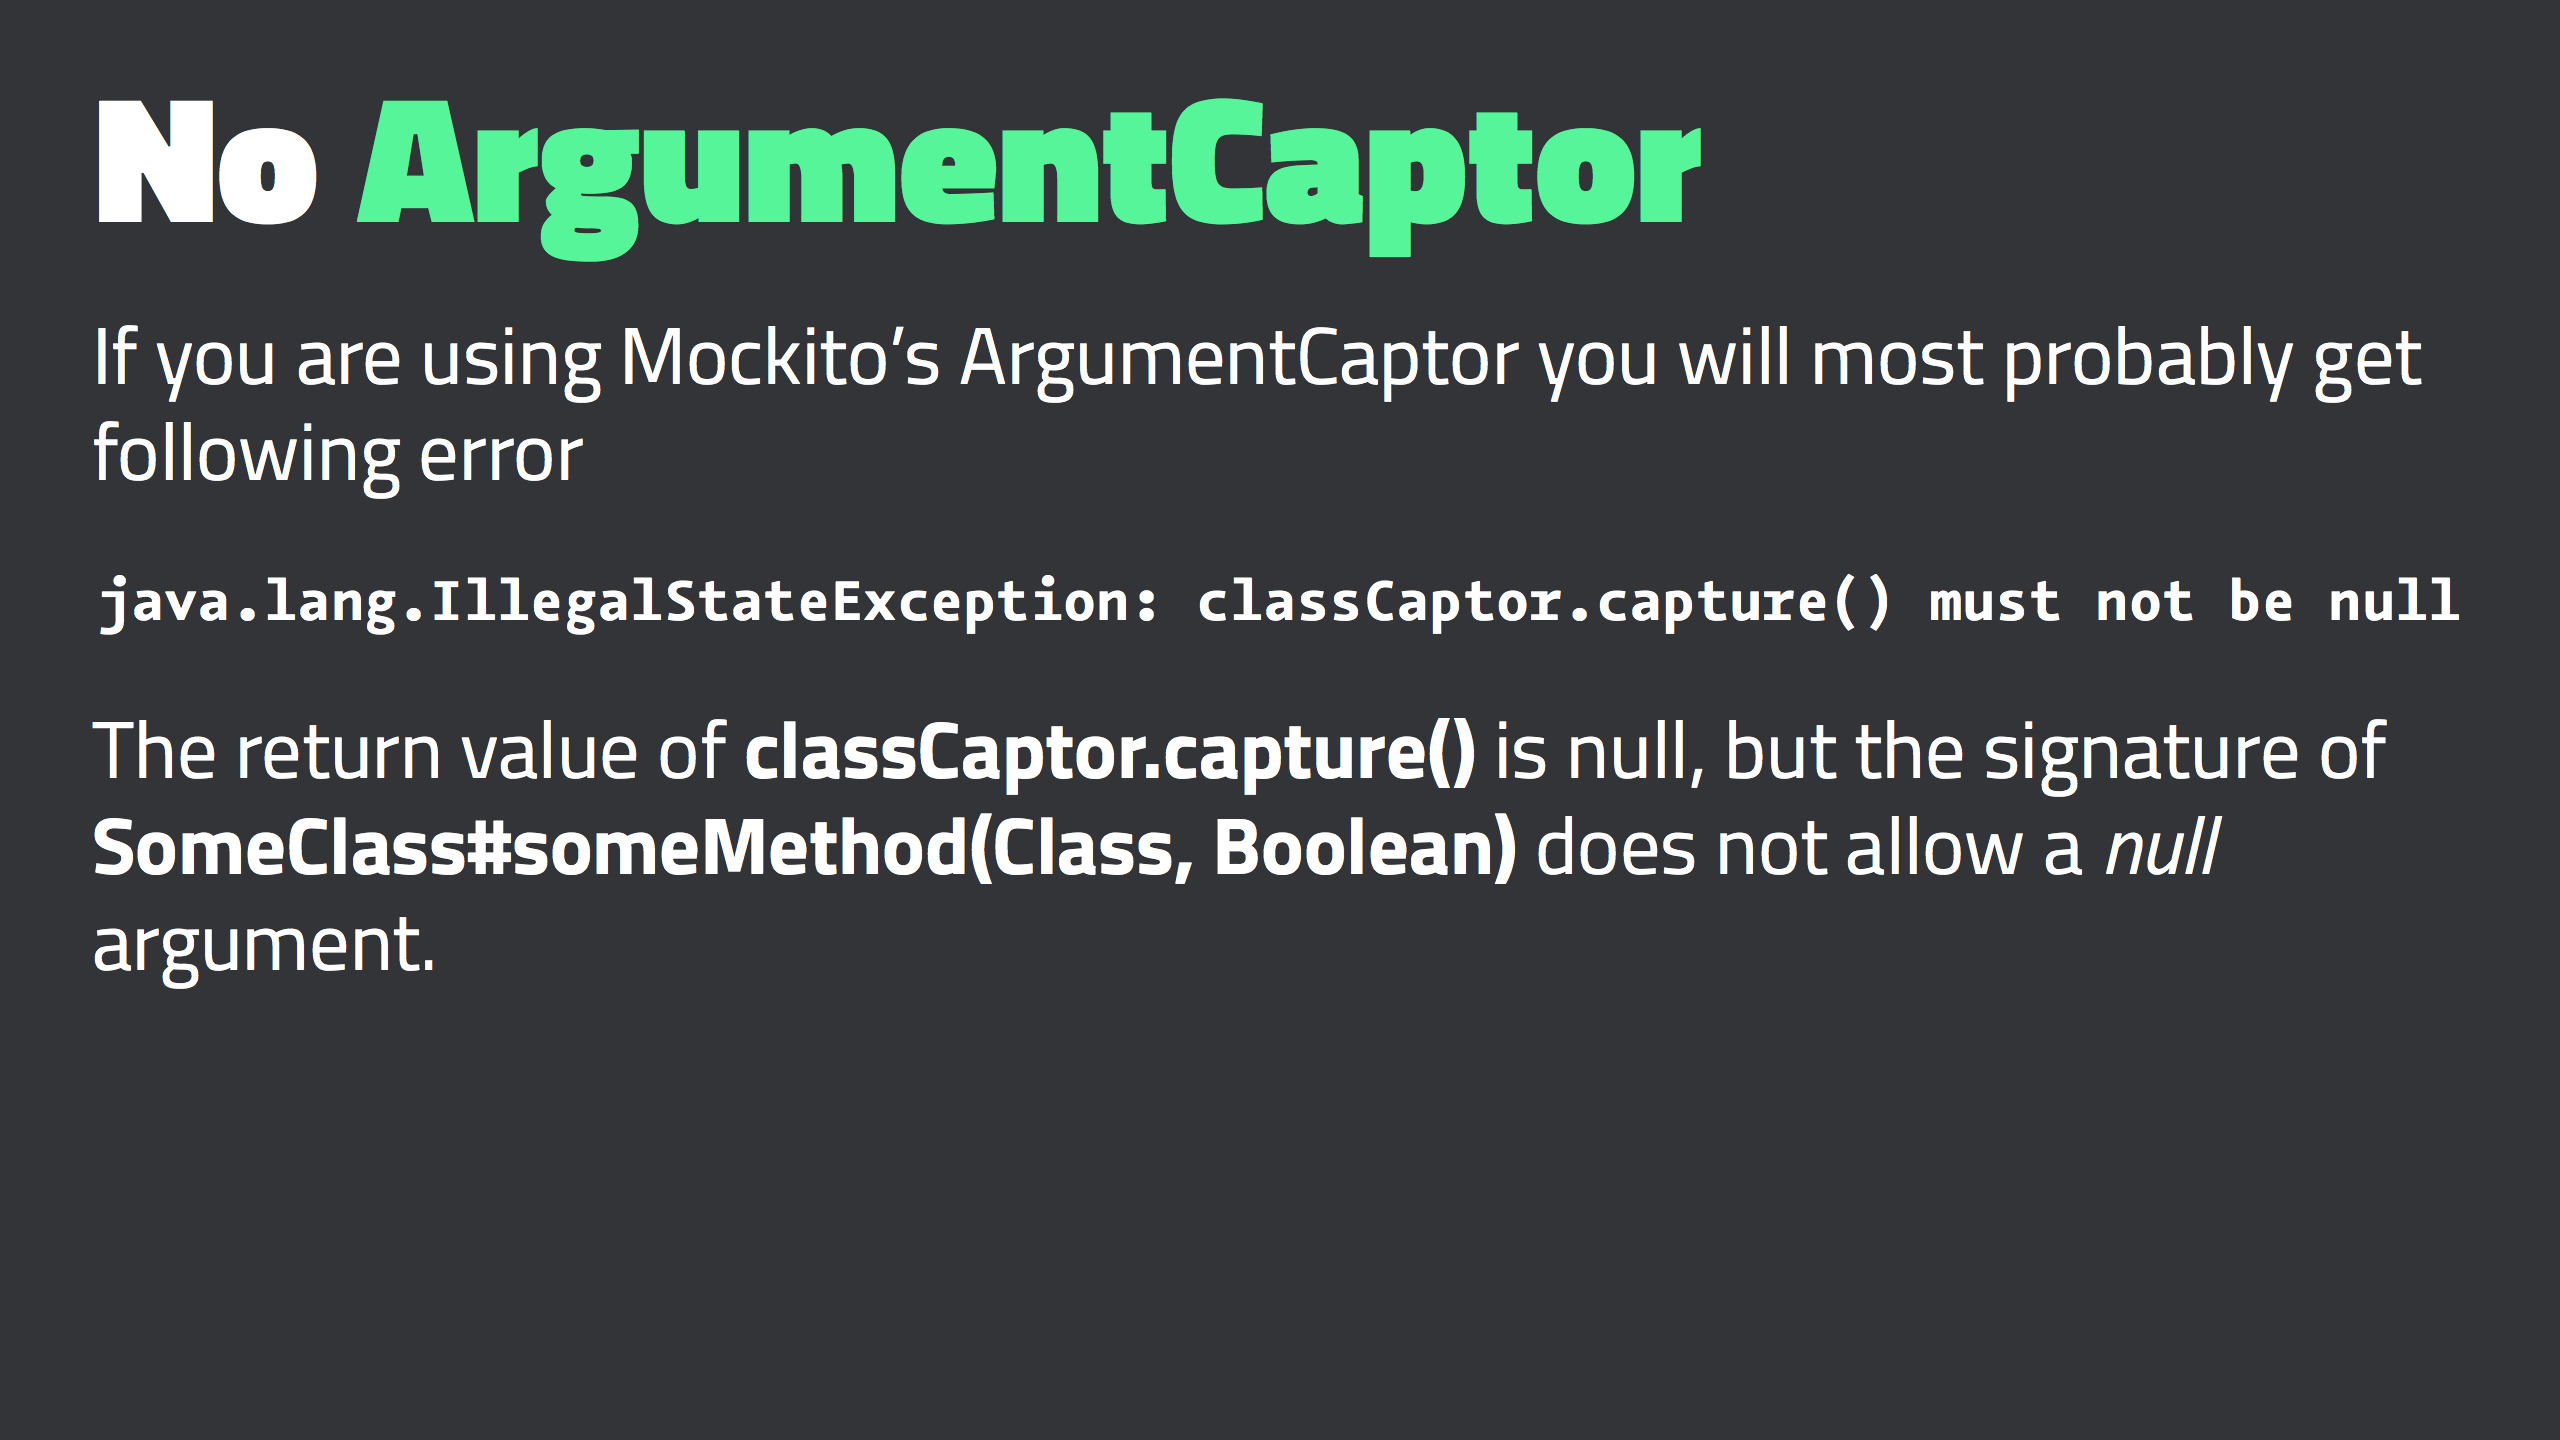 No ArgumentCaptor
If you are using Mockito’s ArgumentCaptor you will most probably get
following error
java.lang.IllegalStateException: classCaptor.capture() must not be null
The return value of classCaptor.capture() is null, but the signature of
SomeClass#someMethod(Class, Boolean) does not allow a null
argument.